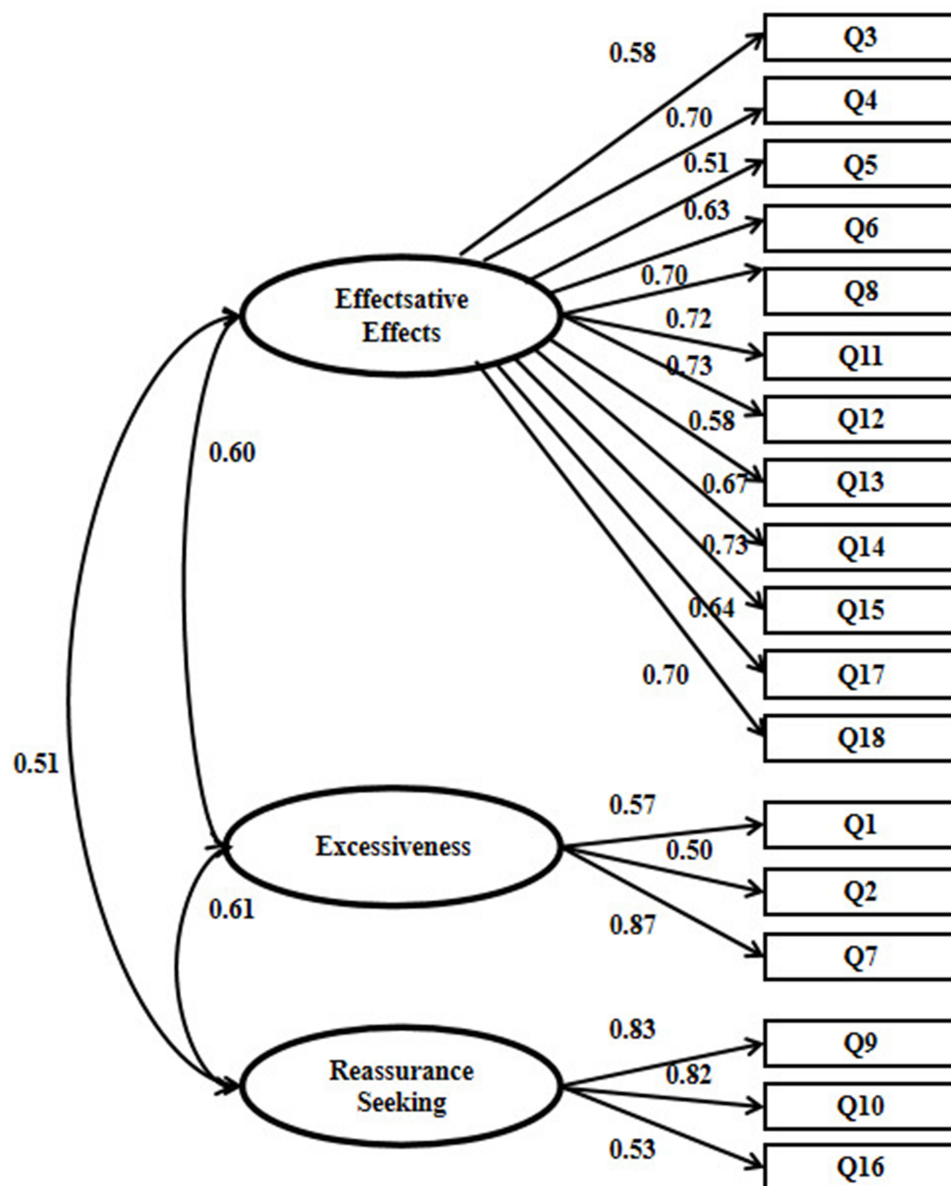 0.58
Q3
0.70
Q4
0.51
Q5
0.63
Q6
Effectsative
Effects
0.70
Q8
0.72
Q11
0.73
Q12
0.58
Q13
0.67
Q14
0.73
Q15
0.64
Q17
0.70
Q18
0.60
0.51
Excessiveness
0.57
Q1
0.50
Q2
0.87
Q7
0.61
Reassurance
Seeking
0.83
Q9
0.82
Q10
0.53
Q16